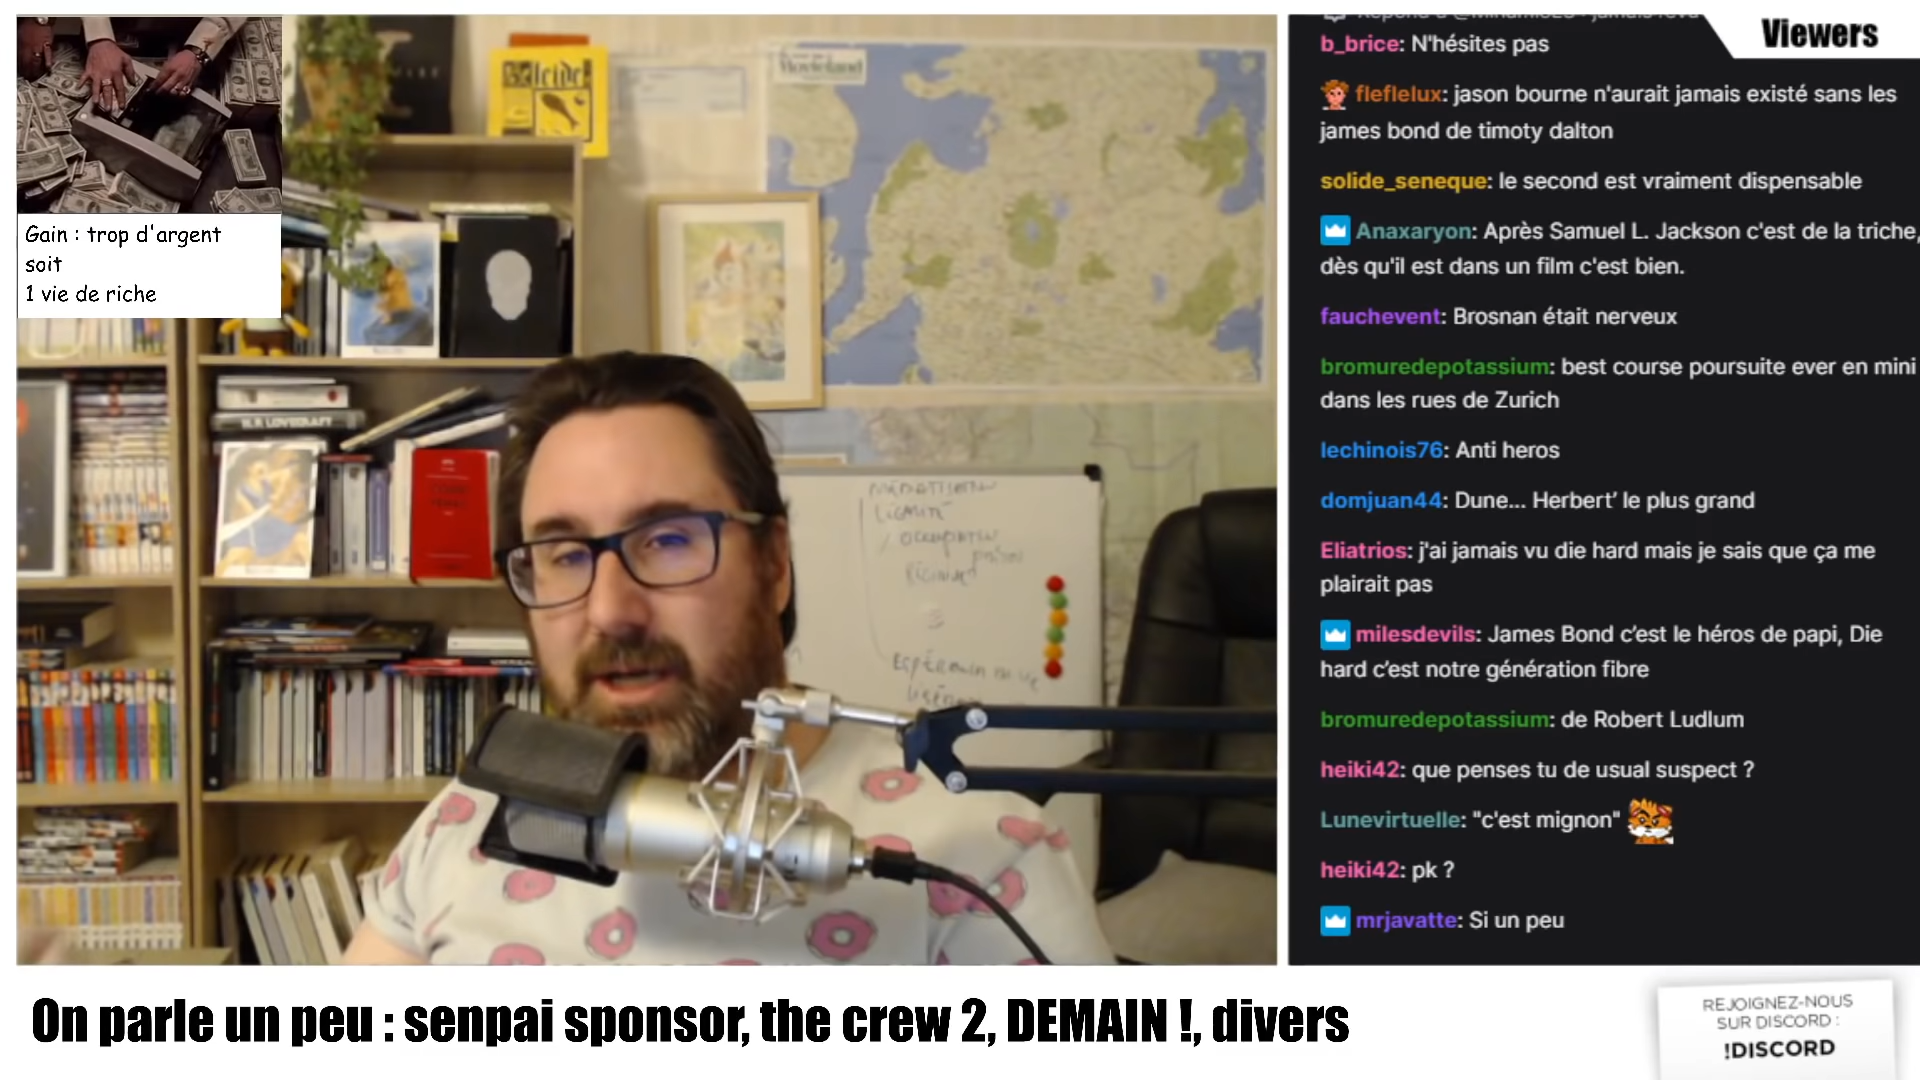 Gain : trop d'argent
soit
1 vie de riche
Movieland
H.P. LOVECRAFT
Viewers
b_brice: N'hésites pas
fleflelux: jason bourne n'aurait jamais existé sans les
james bond de timoty dalton
solide_seneque: le second est vraiment dispensable
Anaxaryon: Après Samuel L. Jackson c'est de la triche,
dès qu'il est dans un film c'est bien.
fauchevent: Brosnan était nerveux
bromuredepotassium: best course poursuite ever en mini
dans les rues de Zurich
lechinois76: Anti heros
domjuan44: Dune... Herbert’ le plus grand
Eliatrios: j'ai jamais vu die hard mais je sais que ça me
plairait pas
milesdevils: James Bond c’est le héros de papi, Die
hard c’est notre génération fibre
bromuredepotassium: de Robert Ludlum
heiki42: que penses tu de usual suspect ?
Lunevirtuelle: "c'est mignon"
heiki42: pk ?
mrjavatte: Si un peu
On parle un peu : senpai sponsor, the crew 2, DEMAIN !, divers
REJOIGNEZ-NOUS
SUR DISCORD :
!DISCORD